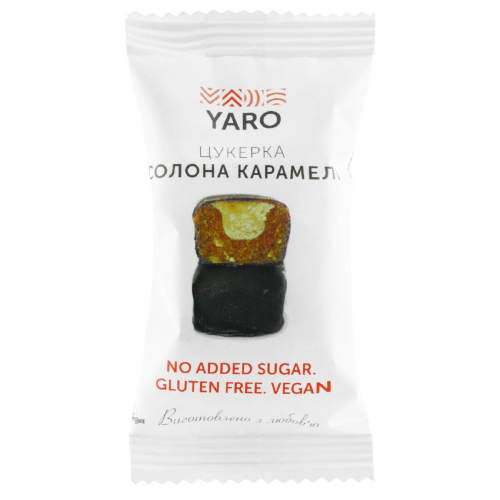 YARO
ЦУКЕРКА
СОЛОНА КАРАМЕЛЬ
NO ADDED SUGAR.
GLUTEN FREE. VEGAN
Виготовлено з любов'ю